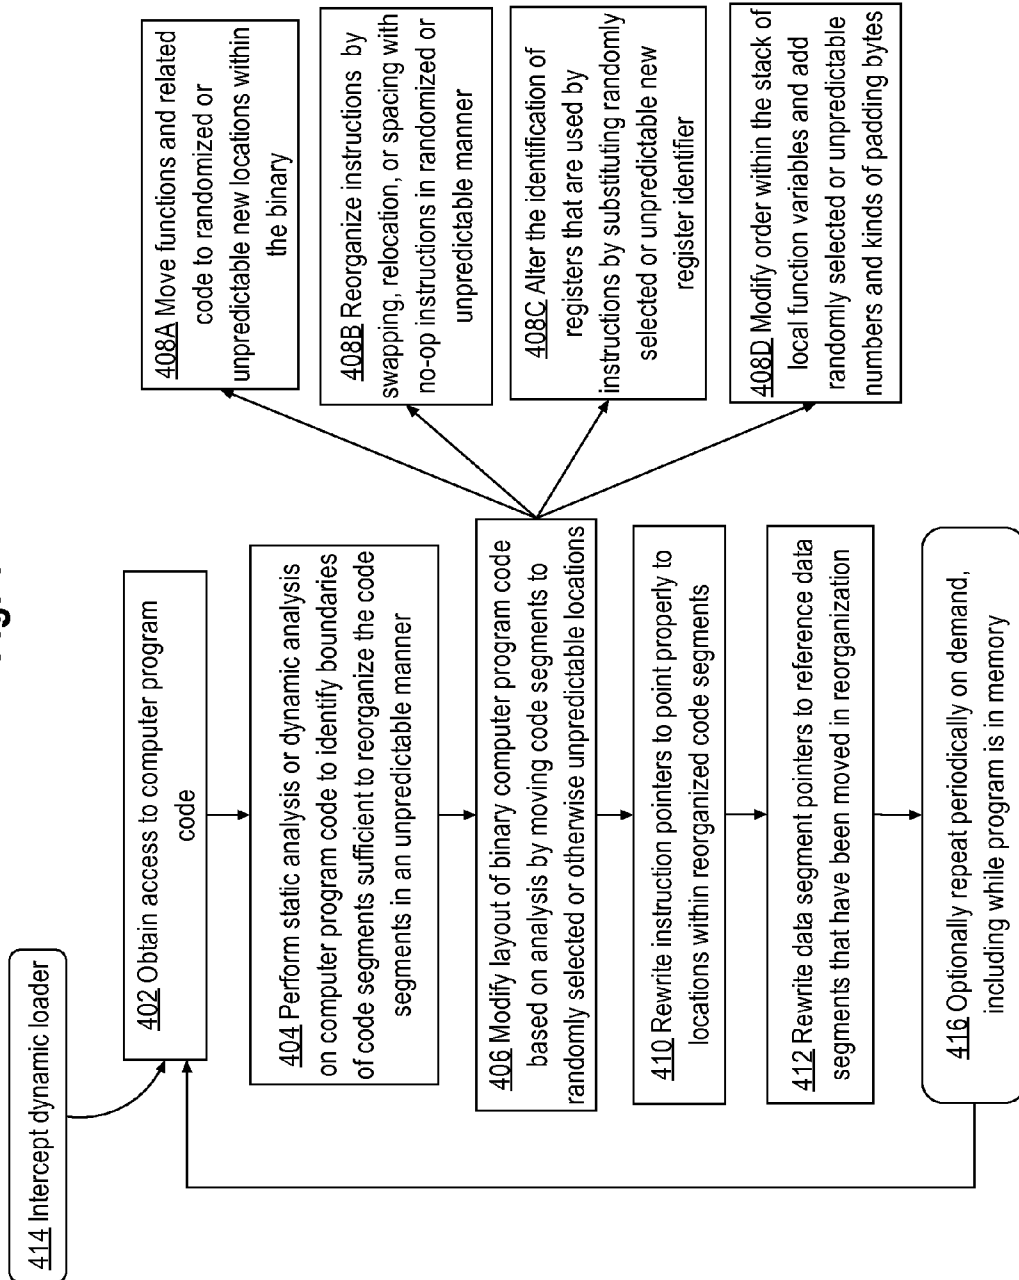 414 Intercept dynamic loader
402 Obtain access to computer program
code
404 Perform static analysis or dynamic analysis
on computer program code to identify boundaries
of code segments sufficient to reorganize the code
segments in an unpredictable manner
406 Modify layout of binary computer program code
based on analysis by moving code segments to
randomly selected or otherwise unpredictable locations
408A Move functions and related
code to randomized or
unpredictable new locations within
the binary
408B Reorganize instructions by
swapping, relocation, or spacing with
no-op instructions in randomized or
unpredictable manner
408C Alter the identification of
registers that are used by
instructions by substituting randomly
selected or unpredictable new
register identifier
408D Modify order within the stack of
local function variables and add
randomly selected or unpredictable
numbers and kinds of padding bytes
410 Rewrite instruction pointers to point properly to
locations within reorganized code segments
412 Rewrite data segment pointers to reference data
segments that have been moved in reorganization
416 Optionally repeat periodically on demand,
including while program is in memory